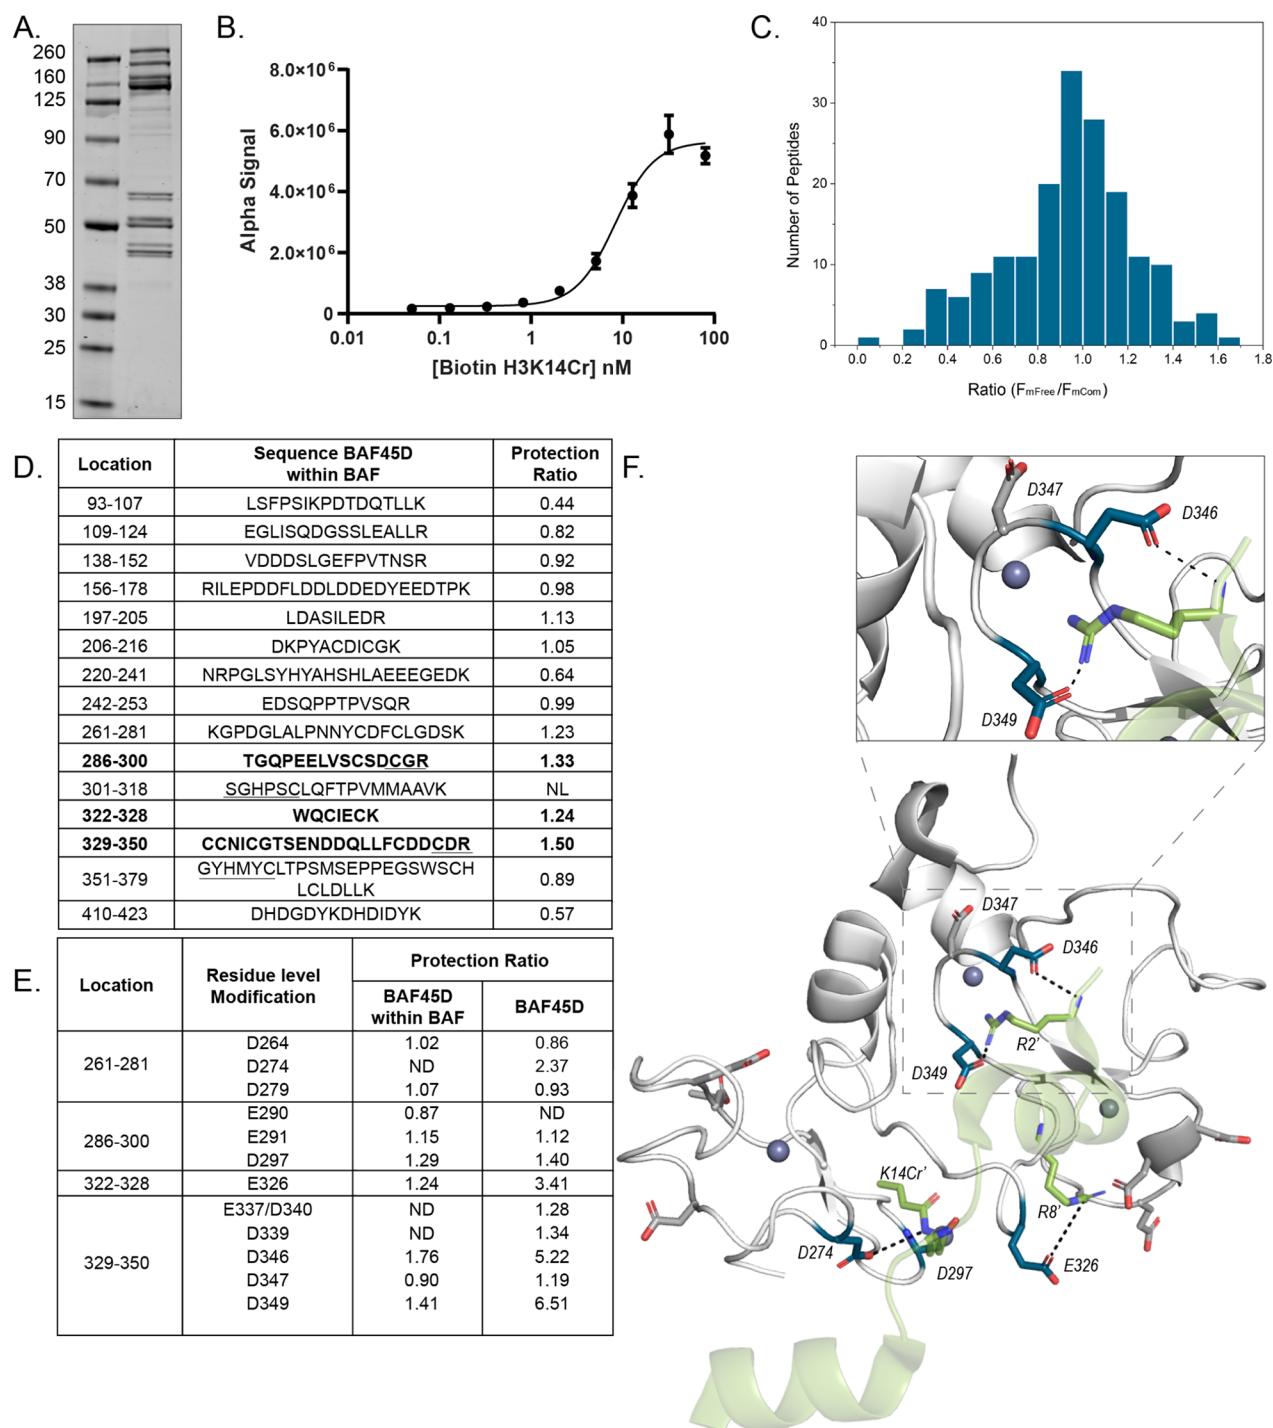 A.
260
160
125
90
70
50
38
30
25
15
B.
Alpha Signal
8.0×10⁶
6.0×10⁶
4.0×10⁶
2.0×10⁶
0
0.01 0.1 1 10 100
[Biotin H3K14Cr] nM
C.
Number of Peptides
40
30
20
10
0
0.0 0.2 0.4 0.6 0.8 1.0 1.2 1.4 1.6 1.8
Ratio (FmFree/FmCom)
D.
Location Sequence BAF45D within BAF Protection Ratio
93-107 LSFPSIKPDTDQTLLK 0.44
109-124 EGLISQDGSSLEALLR 0.82
138-152 VDDDSLGEFPVTNSR 0.92
156-178 RILEPDDFLDDLDDEDYEEDTPK 0.98
197-205 LDASILEDR 1.13
206-216 DKPYACDICGK 1.05
220-241 NRPGLSYHYAHSHLAEEEGEDK 0.64
242-253 EDSQPPTPVSQR 0.99
261-281 KGPDGLALPNNYCDFCLGDSK 1.23
286-300 TGQPEELVSCSDCGR 1.33
301-318 SGHPSCLQFTPVMMAAVK NL
322-328 WQCIECK 1.24
329-350 CCNICGTSENDDQLLFCDDCDR 1.50
351-379 GYHMYCLTPSMSEPPEGSWSCH
LCLDLLK 0.89
410-423 DHDGDYKDHDIDYK 0.57
E.
Location Residue level Modification Protection Ratio
BAF45D within BAF BAF45D
261-281
D264 1.02 0.86
D274 ND 2.37
D279 1.07 0.93
286-300
E290 0.87 ND
E291 1.15 1.12
D297 1.29 1.40
322-328 E326 1.24 3.41
329-350
E337/D340 ND 1.28
D339 ND 1.34
D346 1.76 5.22
D347 0.90 1.19
D349 1.41 6.51
F.
D347
D346
D349
D347
D346
R2'
D349
K14Cr'
R8'
D274
D297
E326